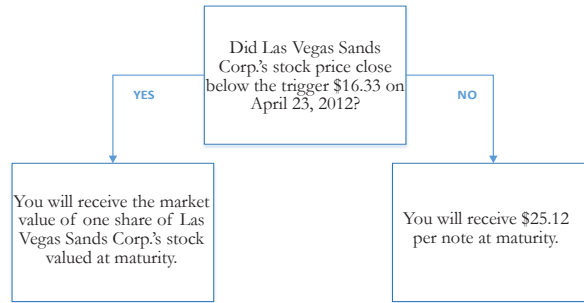 Did Las Vegas Sands
Corp.'s stock price close
below the trigger $16.33 on
April 23, 2012?
YES
NO
You will receive the market
value of one share of Las
Vegas Sands Corp.'s stock
valued at maturity.
You will receive $25.12
per note at maturity.